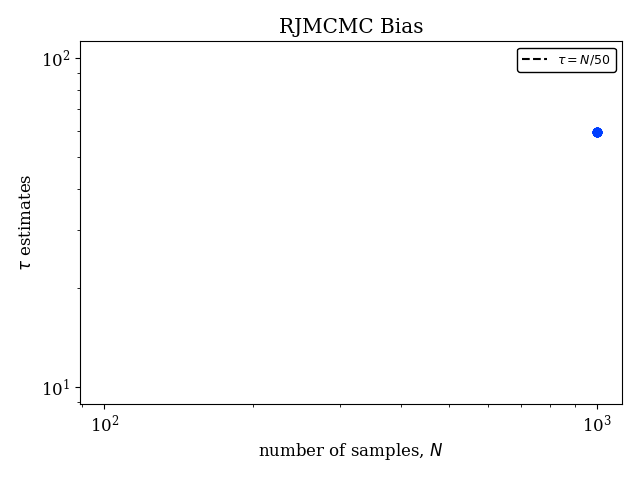 RJMCMC Bias
10²
τ = N/50
τ estimates
10¹
10²
10³
number of samples, N